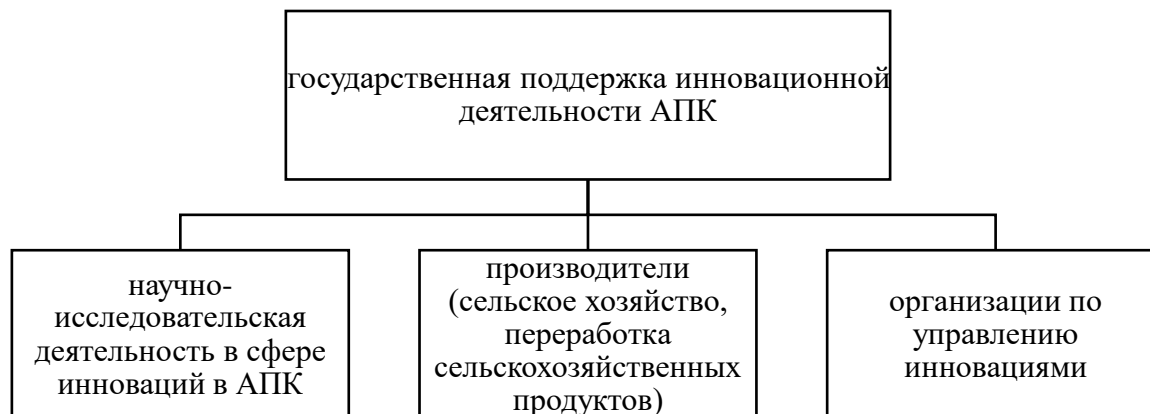 государственная поддержка инновационной
деятельности АПК
научно-
исследовательская
деятельность в сфере
инноваций в АПК
производители
(сельское хозяйство,
переработка
сельскохозяйственных
продуктов)
организации по
управлению
инновациями